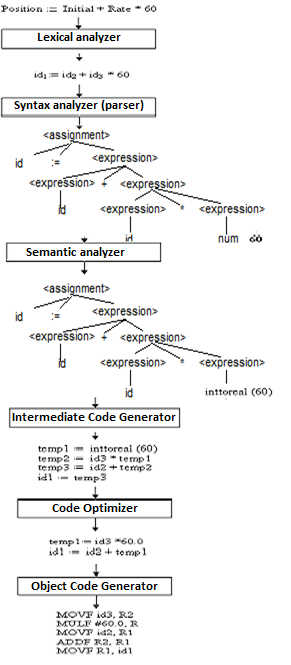 Position := Initial + Rate * 60
Lexical analyzer
id1 := id2 + id3 * 60
Syntax analyzer (parser)
<assignment>
id := <expression>
<expression> + <expression>
id <expression> * <expression>
id num 60
Semantic analyzer
<assignment>
id := <expression>
<expression> + <expression>
id <expression> * <expression>
id inttoreal (60)
Intermediate Code Generator
temp1 := inttoreal (60)
temp2 := id3 * temp1
temp3 := id2 + temp2
id1 := temp3
Code Optimizer
temp1 := id3 *60.0
id1 := id2 + temp1
Object Code Generator
MOVF id3, R2
MULF #60.0, R
MOVF id2, R1
ADDF R2, R1
MOVF R1, id1